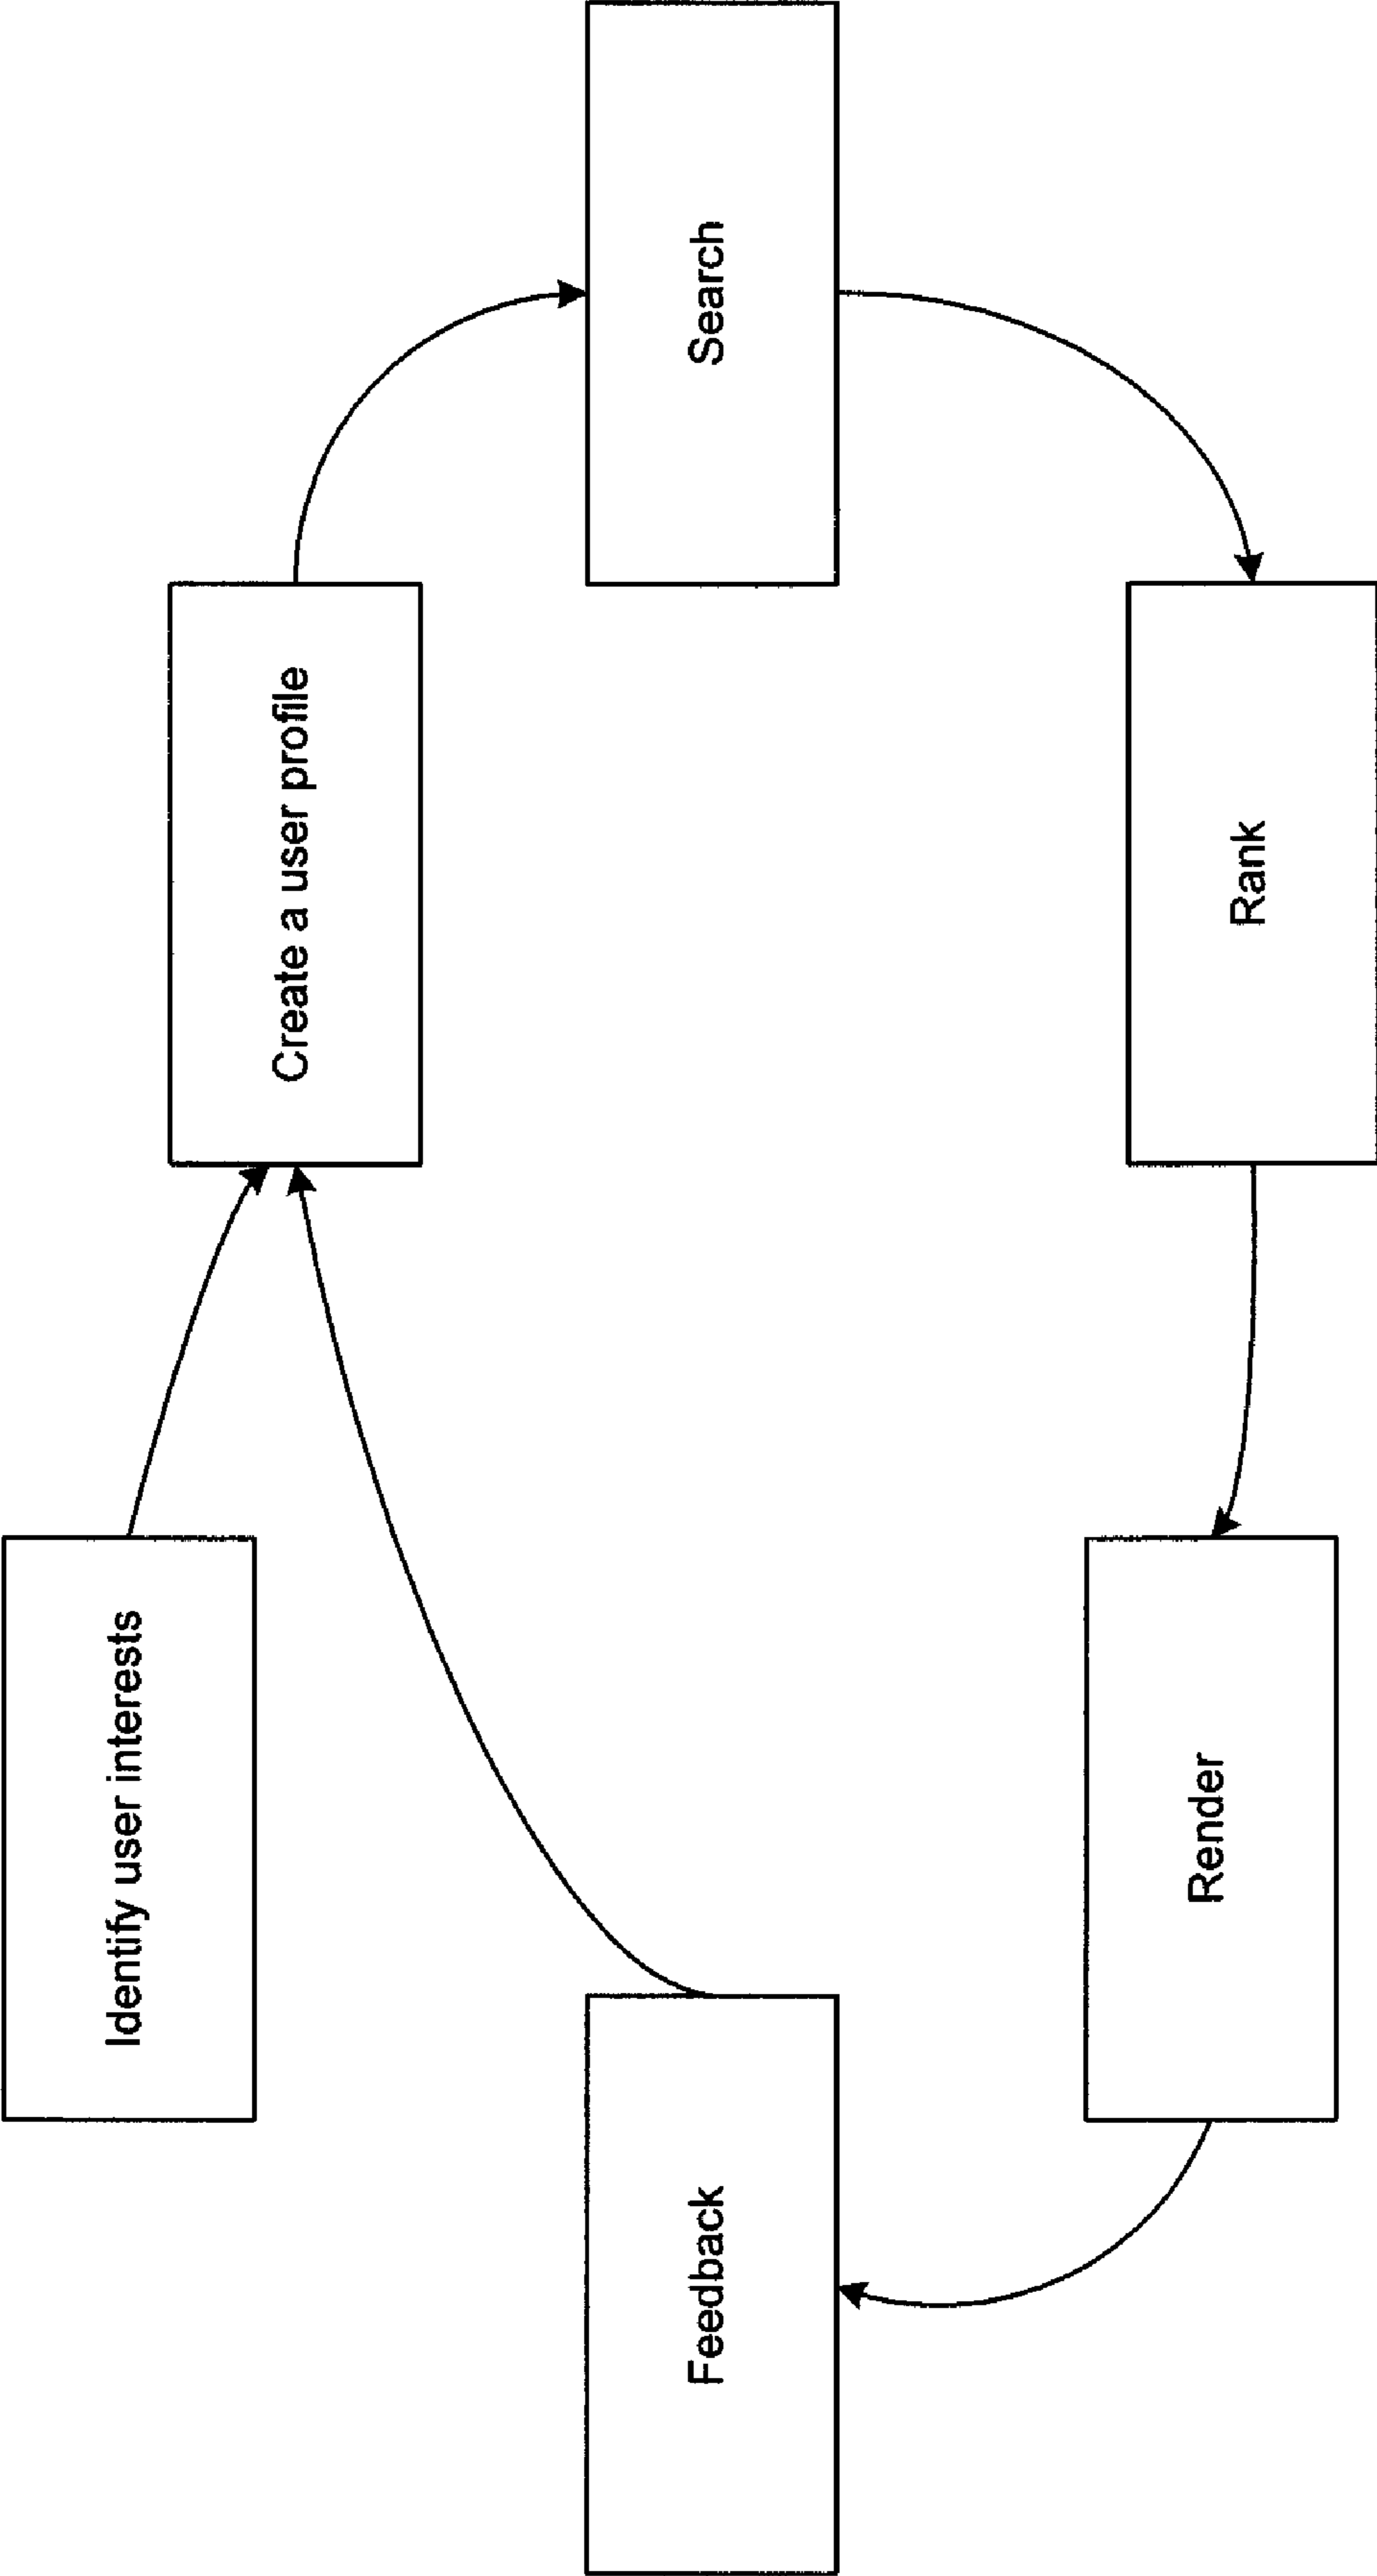 Identify user interests
Create a user profile
Search
Rank
Render
Feedback